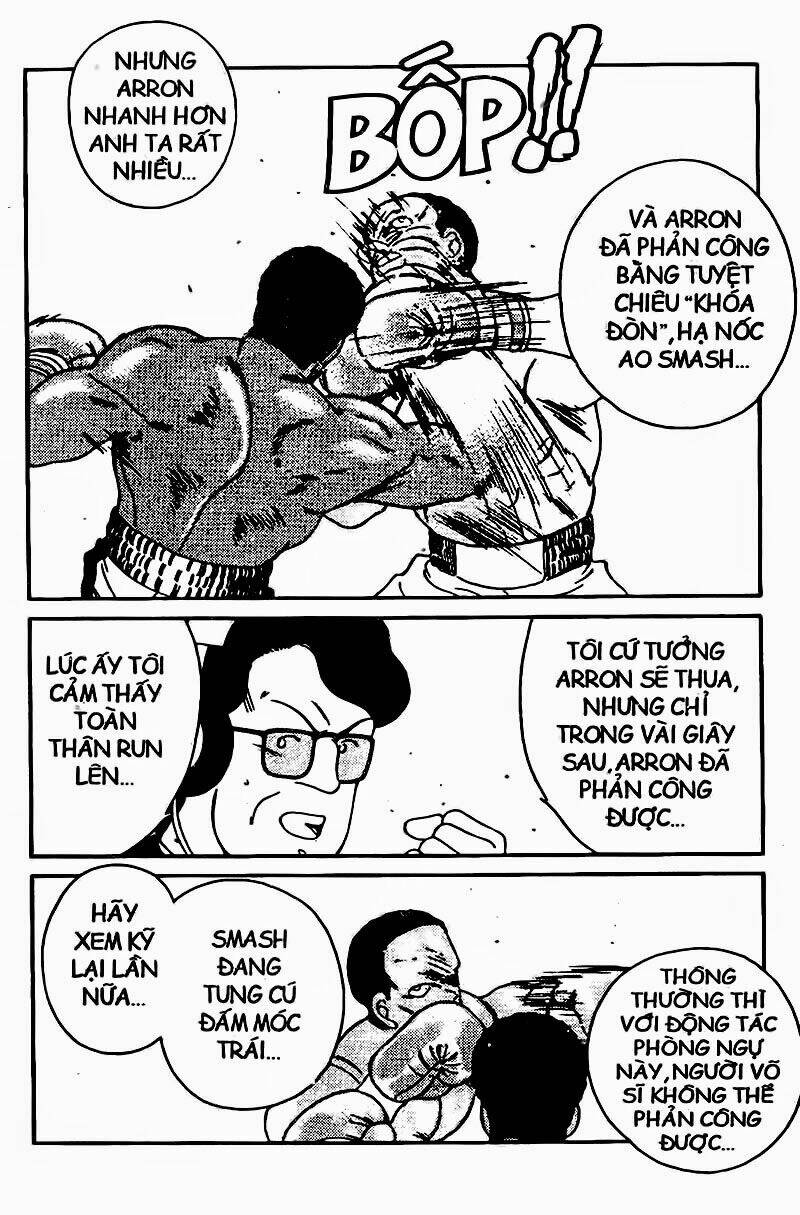 NHƯNG
ARRON
NHANH HƠN
ANH TA RẤT
NHIỀU...
BỐP!!
VÀ ARRON
ĐÃ PHẢN CÔNG
BẰNG TUYỆT
CHIÊU "KHÓA
ĐÒN", HẠ NỐC
AO SMASH...
LÚC ẤY TÔI
CẢM THẤY
TOÀN
THÂN RUN
LÊN...
TÔI CỨ TƯỞNG
ARRON SẼ THUA,
NHƯNG CHỈ
TRONG VÀI GIÂY
SAU, ARRON ĐÃ
PHẢN CÔNG
ĐƯỢC...
HÃY
XEM KỸ
LẠI LẦN
NỮA...
SMASH
ĐANG
TUNG CÚ
ĐẤM MÓC
TRÁI...
THÔNG
THƯỜNG THÌ
VỚI ĐỘNG TÁC
PHÒNG NGỰ
NÀY, NGƯỜI VÕ
SĨ KHÔNG THỂ
PHẢN CÔNG
ĐƯỢC...